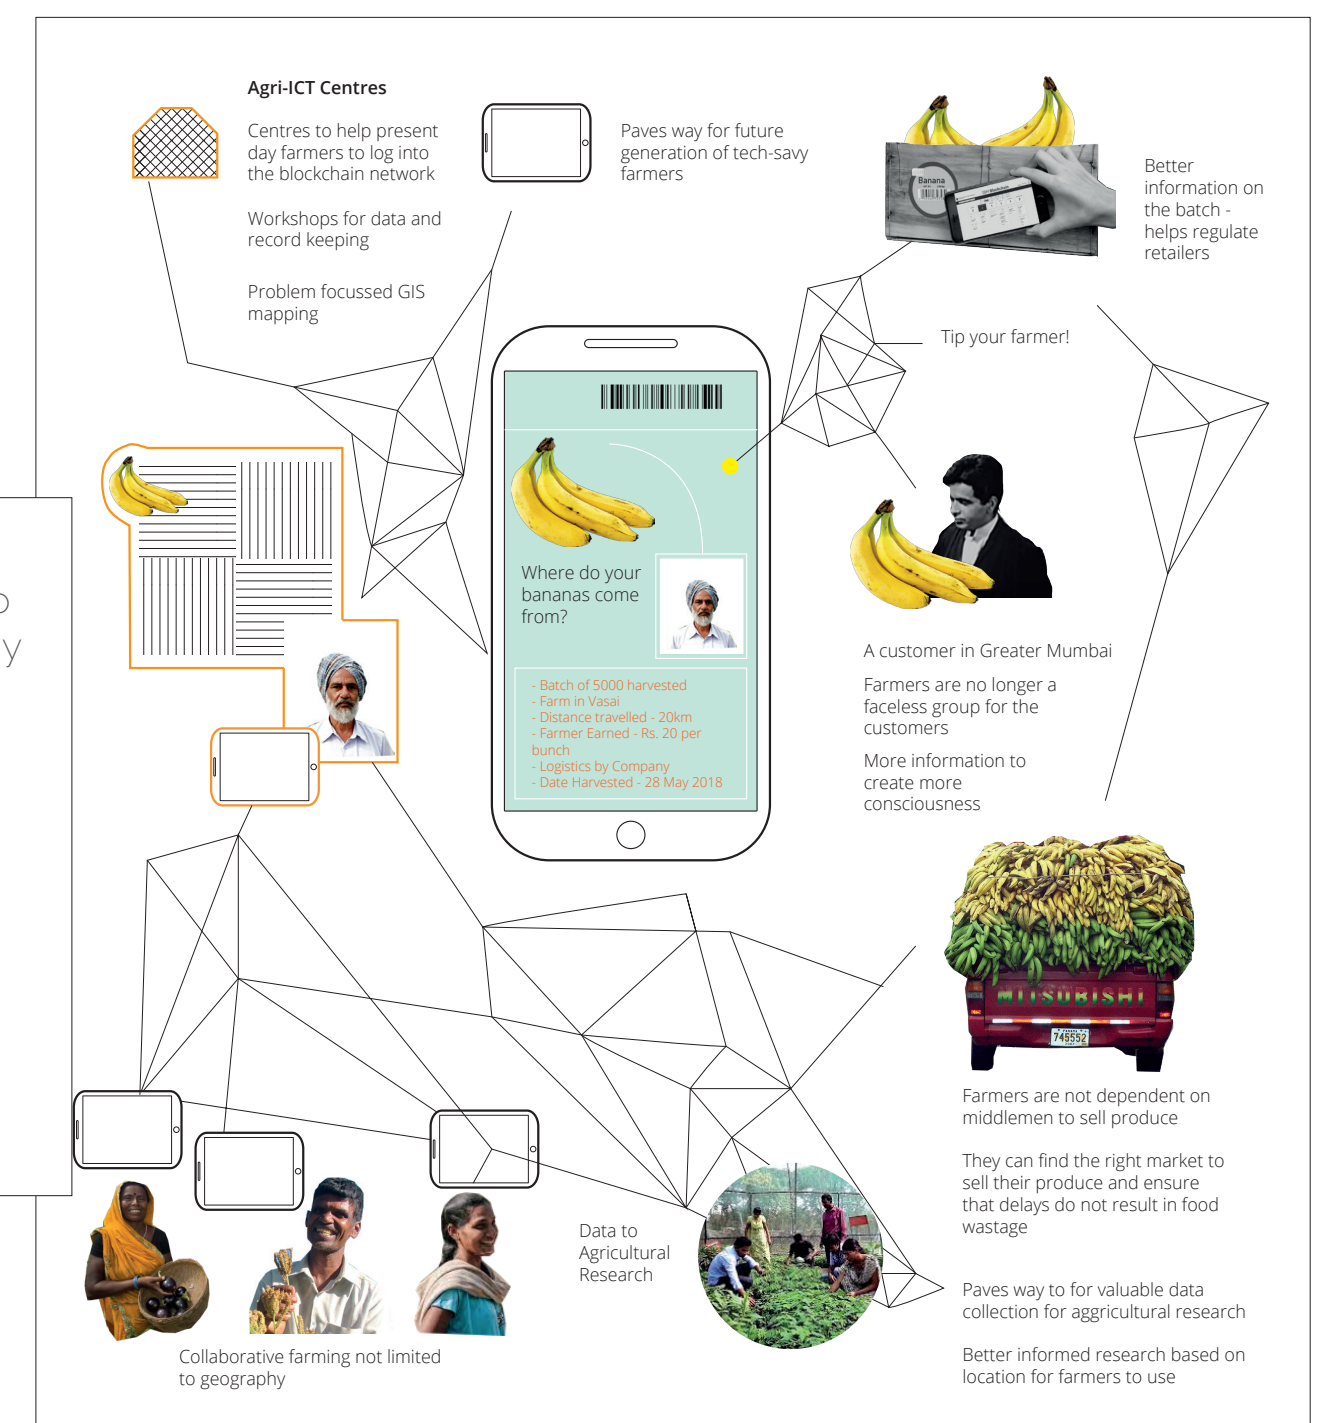 Agri-ICT Centres
Centres to help present
day farmers to log into
the blockchain network
Workshops for data and
record keeping
Problem focussed GIS
mapping
Paves way for future
generation of tech-savy
farmers
Banana
Better
information on
the batch -
helps regulate
retailers
Tip your farmer!
Where do your
bananas come
from?
- Batch of 5000 harvested
- Farm in Vasai
- Distance travelled - 20km
- Farmer Earned - Rs. 20 per
bunch
- Logistics by Company
- Date Harvested - 28 May 2018
A customer in Greater Mumbai
Farmers are no longer a
faceless group for the
customers
More information to
create more
consciousness
MITSUBISHI
745552
Farmers are not dependent on
middlemen to sell produce
They can find the right market to
sell their produce and ensure
that delays do not result in food
wastage
Data to
Agricultural
Research
Paves way to for valuable data
collection for aggricultural research
Better informed research based on
location for farmers to use
Collaborative farming not limited
to geography